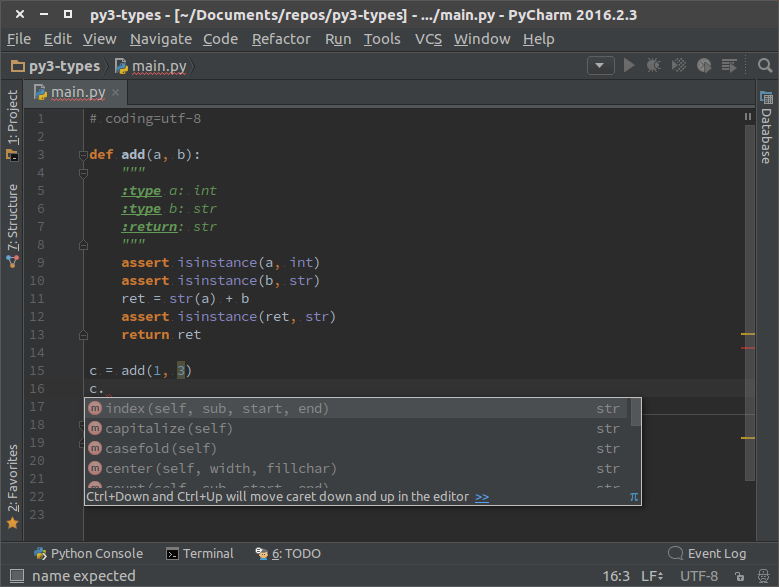 py3-types - [~/Documents/repos/py3-types] - .../main.py - PyCharm 2016.2.3
File Edit View Navigate Code Refactor Run Tools VCS Window Help
py3-types main.py
main.py
1: Project
7: Structure
2: Favorites
Database
1 # coding=utf-8
2
3 def add(a, b):
4 """
5 :type a: int
6 :type b: str
7 :return: str
8 """
9 assert isinstance(a, int)
10 assert isinstance(b, str)
11 ret = str(a) + b
12 assert isinstance(ret, str)
13 return ret
14
15 c = add(1, 3)
16 c.
17
18
19
20
21
22
23
m index(self, sub, start, end) str
m capitalize(self) str
m casefold(self) str
m center(self, width, fillchar) str
m count(self, sub, start, end) str
Ctrl+Down and Ctrl+Up will move caret down and up in the editor >> π
Python Console Terminal 6: TODO Event Log
name expected 16:3 LF UTF-8